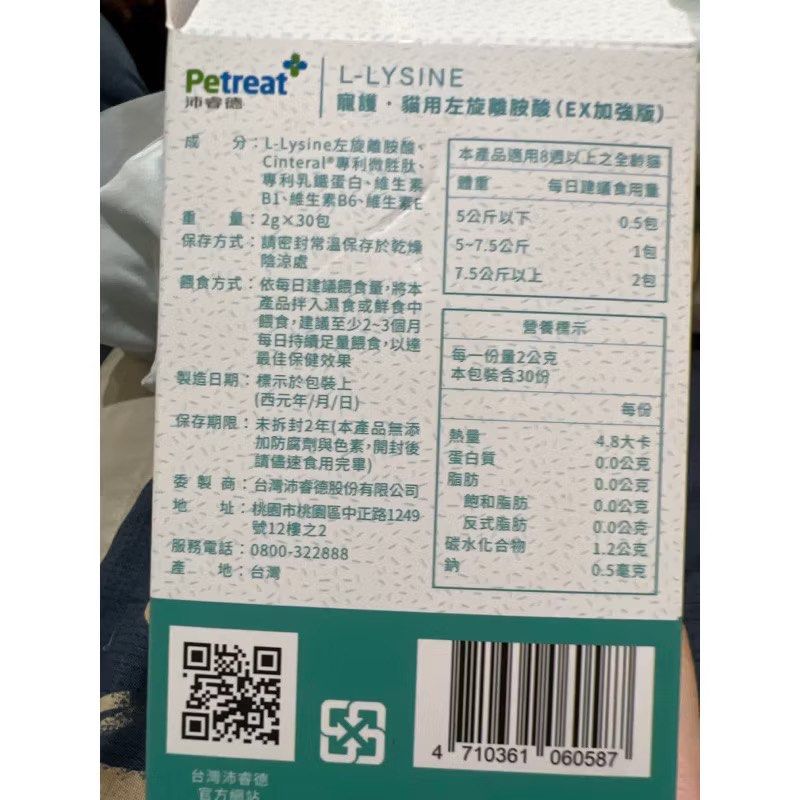 Petreat
沛睿德
L-LYSINE
寵護・貓用左旋離胺酸(EX加強版)
成 分:L-Lysine左旋離胺酸、
Cinteral®專利微胜肽、
專利乳鐵蛋白、維生素
B1、維生素B6、維生素E
重 量:2g×30包
保存方式:請密封常溫保存於乾燥
陰涼處
餵食方式:依每日建議餵食量,將本
產品拌入濕食或鮮食中
餵食,建議至少2~3個月
每日持續足量餵食,以達
最佳保健效果
製造日期:標示於包裝上
(西元年/月/日)
保存期限:未拆封2年(本產品無添
加防腐劑與色素,開封後
請儘速食用完畢)
委製商:台灣沛睿德股份有限公司
地 址:桃園市桃園區中正路1249
號12樓之2
服務電話:0800-322888
產 地:台灣
本產品適用8週以上之全齡貓
體重 每日建議食用量
5公斤以下 0.5包
5~7.5公斤 1包
7.5公斤以上 2包
營養標示
每一份量2公克
本包裝含30份
每份
熱量 4.8大卡
蛋白質 0.0公克
脂肪 0.0公克
飽和脂肪 0.0公克
反式脂肪 0.0公克
碳水化合物 1.2公克
鈉 0.5毫克
台灣沛睿德
官方網站
4 710361 060587